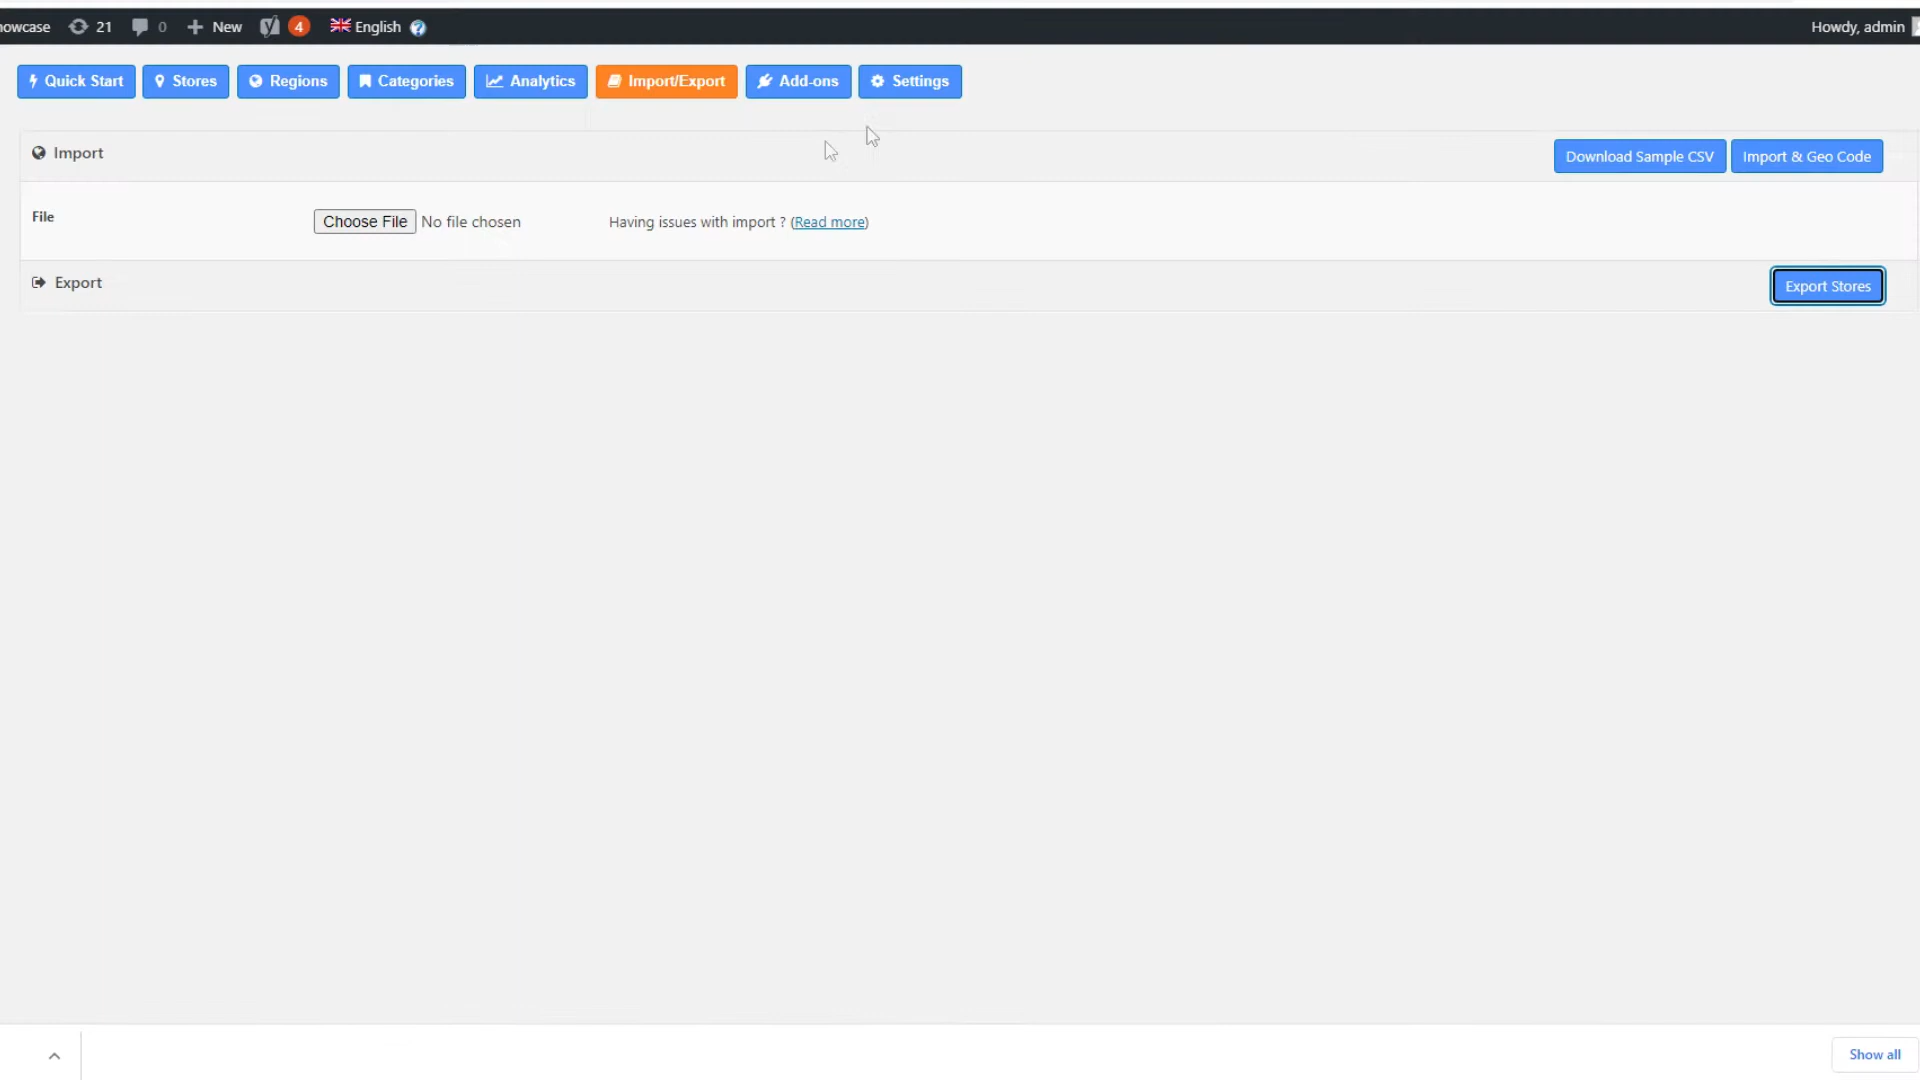 howcase 21 0 New 4 English Howdy, admin
Quick Start Stores Regions Categories Analytics Import/Export Add-ons Settings
Import Download Sample CSV Import & Geo Code
File Choose File No file chosen Having issues with import ? (Read more)
Export Export Stores
Show all